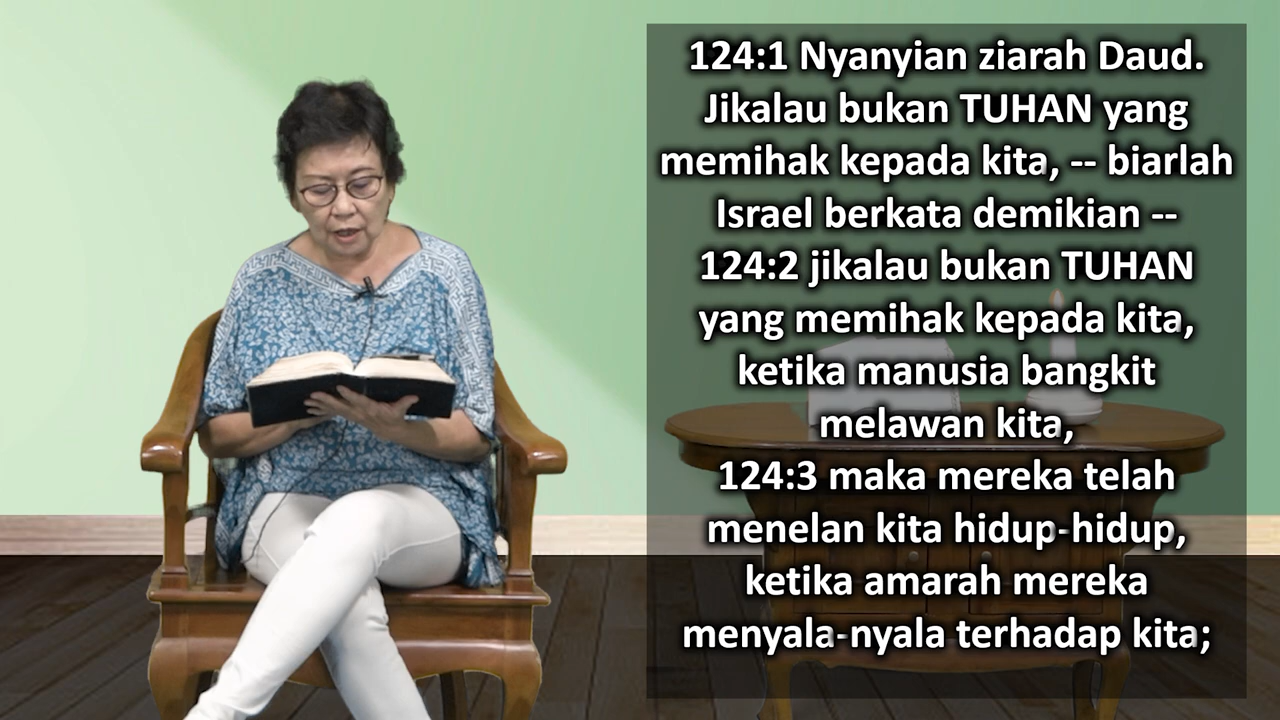 124:1 Nyanyian ziarah Daud.
Jikalau bukan TUHAN yang
memihak kepada kita, -- biarlah
Israel berkata demikian --
124:2 jikalau bukan TUHAN
yang memihak kepada kita,
ketika manusia bangkit
melawan kita,
124:3 maka mereka telah
menelan kita hidup-hidup,
ketika amarah mereka
menyala-nyala terhadap kita;